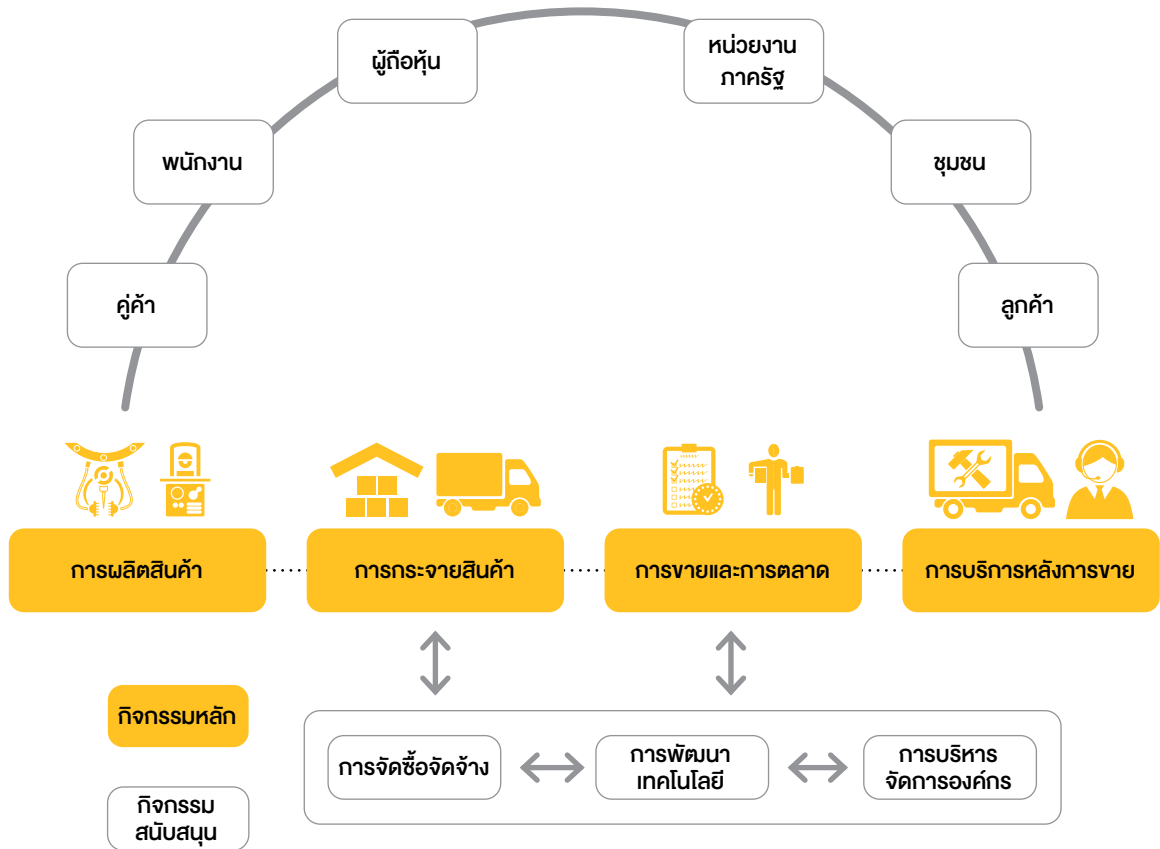 ผู้ถือหุ้น
หน่วยงาน
ภาครัฐ
พนักงาน
ชุมชน
คู่ค้า
ลูกค้า
การผลิตสินค้า
การกระจายสินค้า
การขายและการตลาด
การบริการหลังการขาย
กิจกรรมหลัก
การจัดซื้อจัดจ้าง
การพัฒนา
เทคโนโลยี
การบริหาร
จัดการองค์กร
กิจกรรม
สนับสนุน